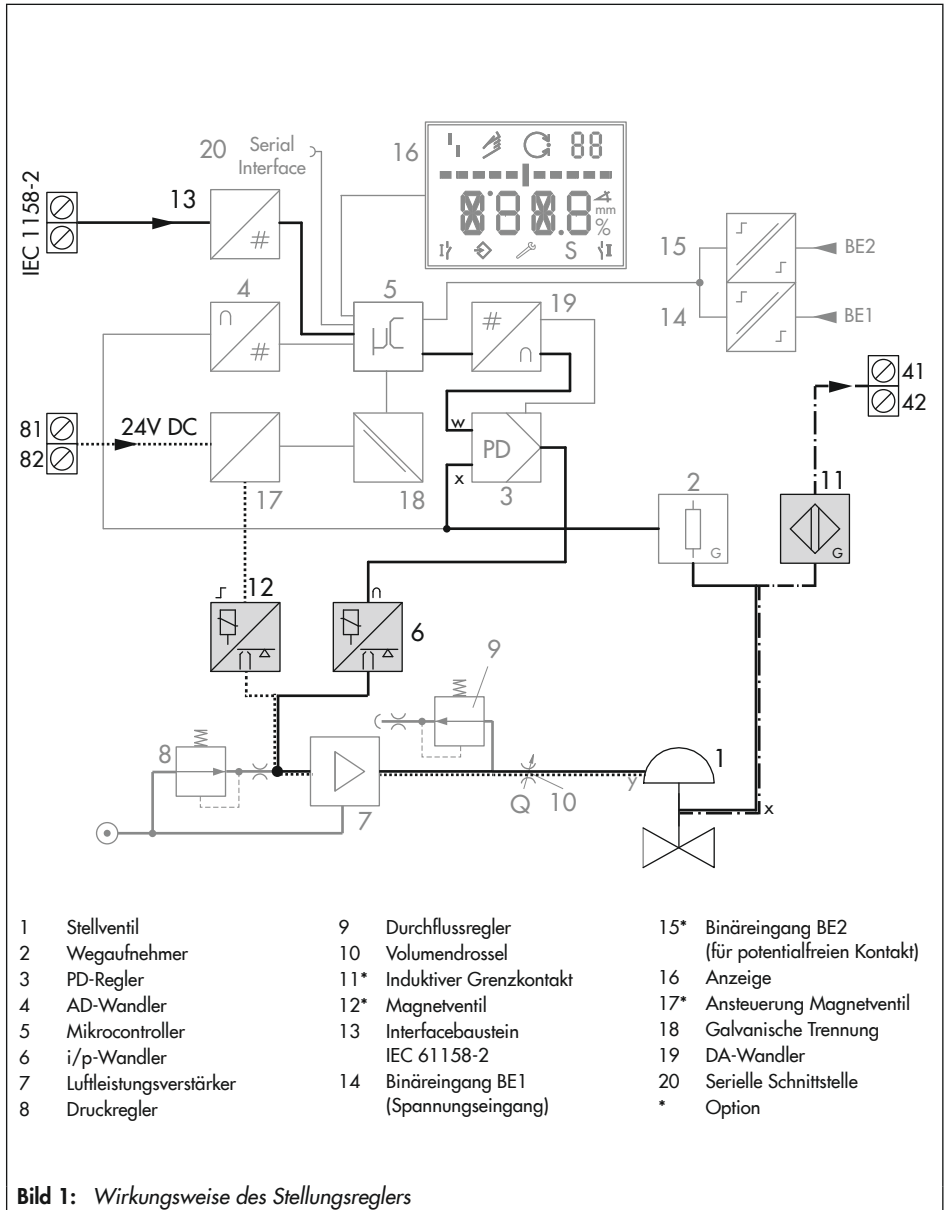 20 Serial
Interface
16
88
IEC 1158-2
13
#
8.8 8.8
mm
%
S
15
BE2
14
BE1
4
#
5
µC
19
#
41
42
81
82
24V DC
w
PD
x
3
17
18
2
G
11
G
12
6
9
8
7
Q
10
y
1
x
1 Stellventil
2 Wegaufnehmer
3 PD-Regler
4 AD-Wandler
5 Mikrocontroller
6 i/p-Wandler
7 Luftleistungsverstärker
8 Druckregler
9 Durchflussregler
10 Volumendrossel
11* Induktiver Grenzkontakt
12* Magnetventil
13 Interfacebaustein
IEC 61158-2
14 Binäreingang BE1
(Spannungseingang)
15* Binäreingang BE2
(für potentialfreien Kontakt)
16 Anzeige
17* Ansteuerung Magnetventil
18 Galvanische Trennung
19 DA-Wandler
20 Serielle Schnittstelle
* Option
Bild 1: Wirkungsweise des Stellungsreglers